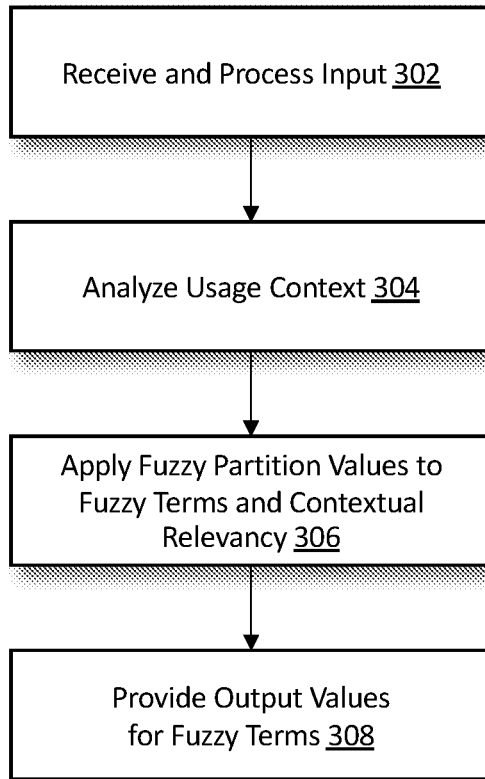 Receive and Process Input 302
Analyze Usage Context 304
Apply Fuzzy Partition Values to
Fuzzy Terms and Contextual
Relevancy 306
Provide Output Values
for Fuzzy Terms 308